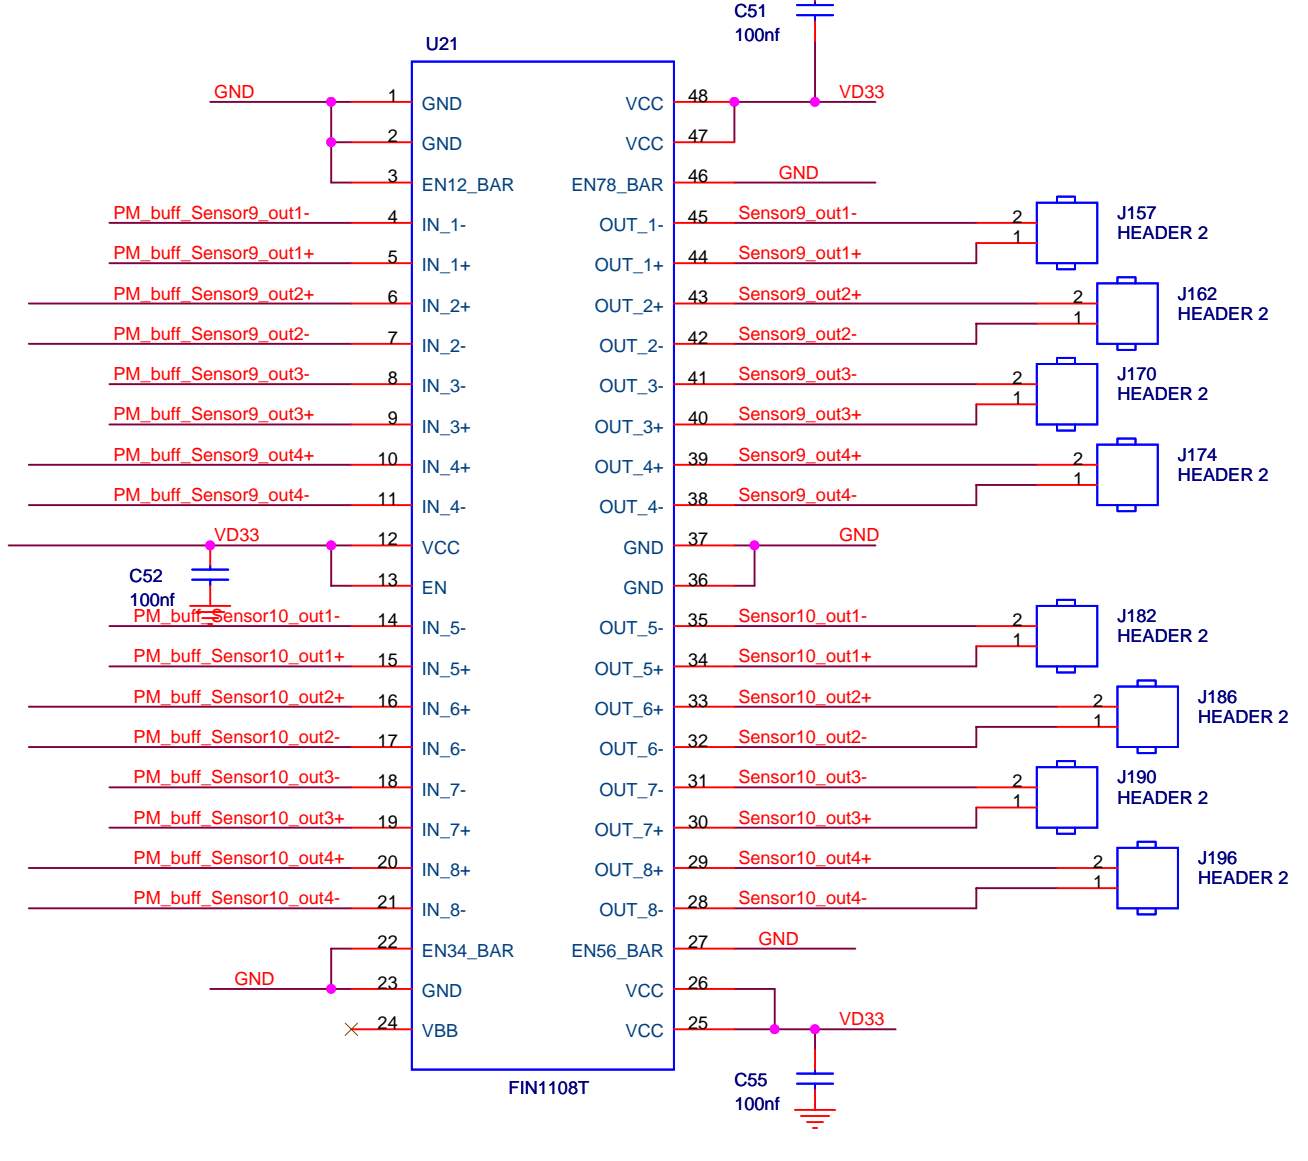 C51
100nf
U21
GND 1 GND VCC 48 VD33
2 GND VCC 47
3 EN12_BAR EN78_BAR 46 GND
PM_buff_Sensor9_out1- 4 IN_1- OUT_1- 45 Sensor9_out1- 2 J157
PM_buff_Sensor9_out1+ 5 IN_1+ OUT_1+ 44 Sensor9_out1+ 1 HEADER 2
PM_buff_Sensor9_out2+ 6 IN_2+ OUT_2+ 43 Sensor9_out2+ 2 J162
PM_buff_Sensor9_out2- 7 IN_2- OUT_2- 42 Sensor9_out2- 1 HEADER 2
PM_buff_Sensor9_out3- 8 IN_3- OUT_3- 41 Sensor9_out3- 2 J170
PM_buff_Sensor9_out3+ 9 IN_3+ OUT_3+ 40 Sensor9_out3+ 1 HEADER 2
PM_buff_Sensor9_out4+ 10 IN_4+ OUT_4+ 39 Sensor9_out4+ 2 J174
PM_buff_Sensor9_out4- 11 IN_4- OUT_4- 38 Sensor9_out4- 1 HEADER 2
VD33 12 VCC GND 37 GND
C52 13 EN GND 36
100nf
PM_buff_Sensor10_out1- 14 IN_5- OUT_5- 35 Sensor10_out1- 2 J182
PM_buff_Sensor10_out1+ 15 IN_5+ OUT_5+ 34 Sensor10_out1+ 1 HEADER 2
PM_buff_Sensor10_out2+ 16 IN_6+ OUT_6+ 33 Sensor10_out2+ 2 J186
PM_buff_Sensor10_out2- 17 IN_6- OUT_6- 32 Sensor10_out2- 1 HEADER 2
PM_buff_Sensor10_out3- 18 IN_7- OUT_7- 31 Sensor10_out3- 2 J190
PM_buff_Sensor10_out3+ 19 IN_7+ OUT_7+ 30 Sensor10_out3+ 1 HEADER 2
PM_buff_Sensor10_out4+ 20 IN_8+ OUT_8+ 29 Sensor10_out4+ 2 J196
PM_buff_Sensor10_out4- 21 IN_8- OUT_8- 28 Sensor10_out4- 1 HEADER 2
22 EN34_BAR EN56_BAR 27 GND
GND 23 GND VCC 26
24 VBB VCC 25 VD33
FIN1108T
C55
100nf